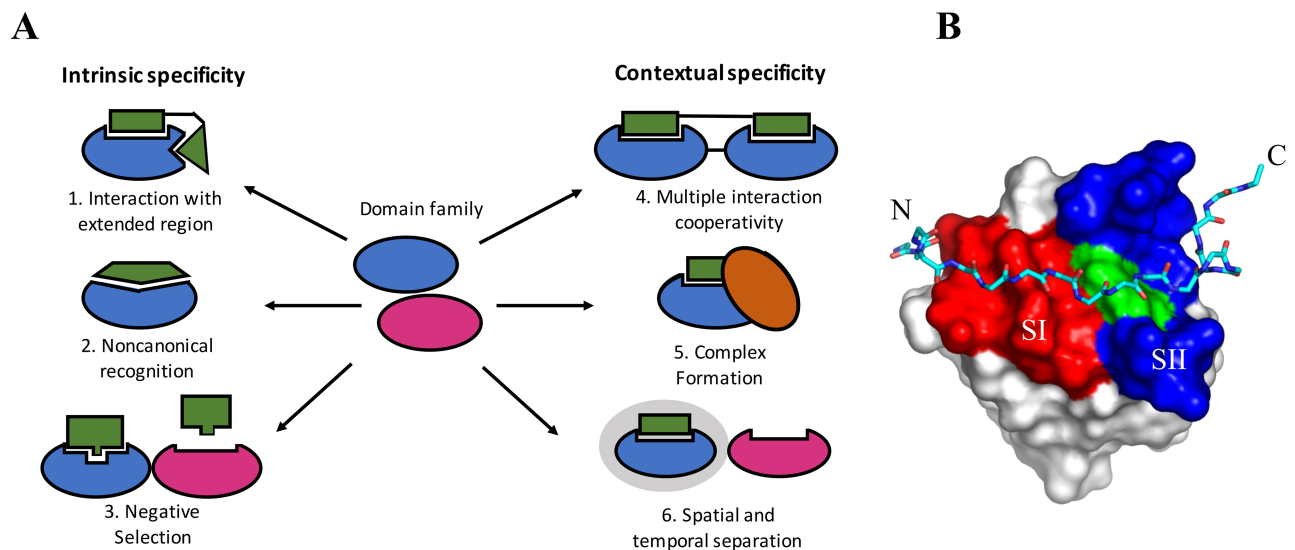 A
Intrinsic specificity
1. Interaction with
extended region
2. Noncanonical
recognition
3. Negative
Selection
Domain family
Contextual specificity
4. Multiple interaction
cooperativity
5. Complex
Formation
6. Spatial and
temporal separation
B
N
C
SI
SII